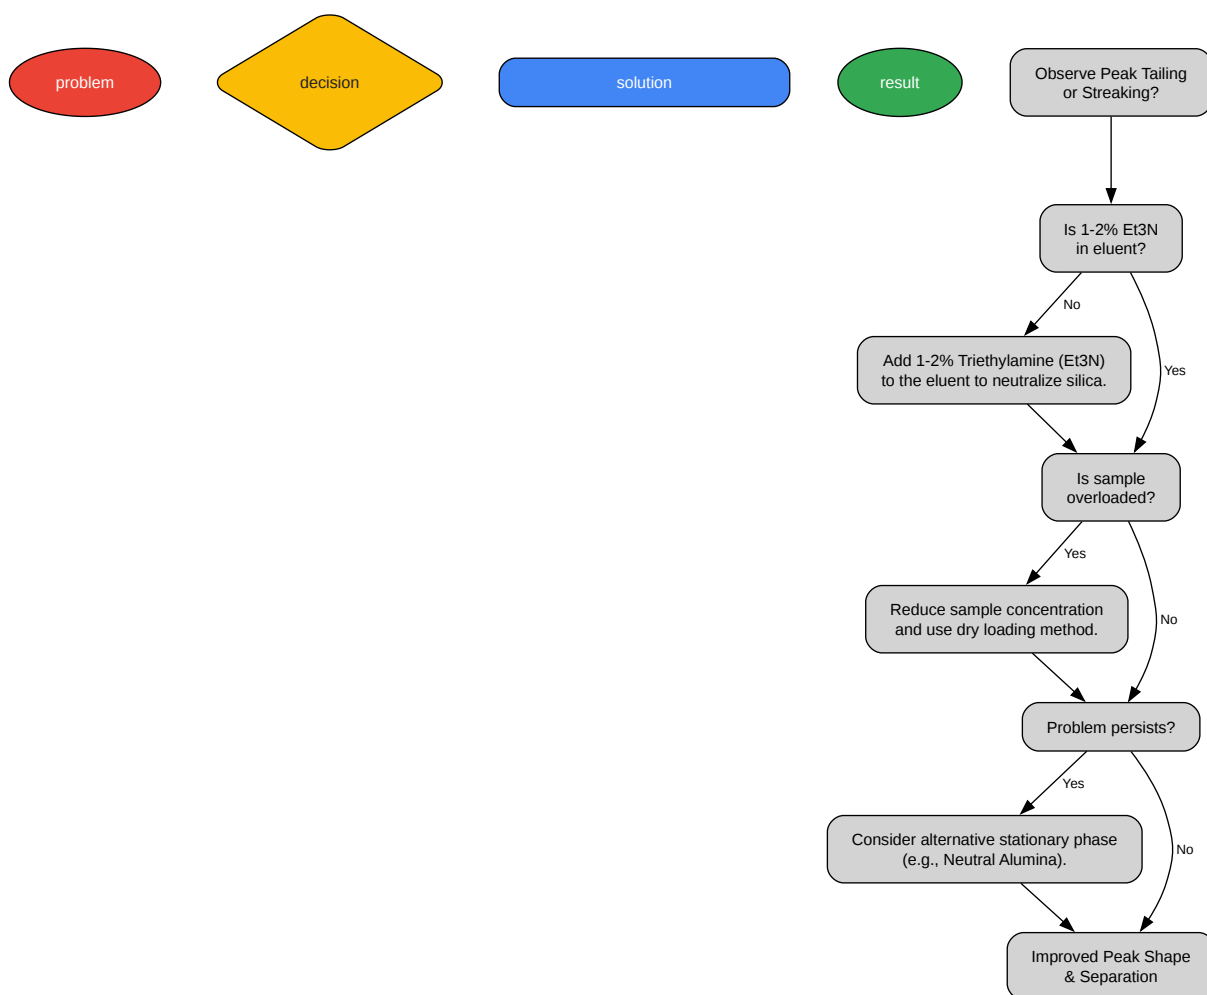 problem
decision
solution
result
Observe Peak Tailing
or Streaking?
Is 1-2% Et3N
in eluent?
No
Add 1-2% Triethylamine (Et3N)
to the eluent to neutralize silica.
Yes
Is sample
overloaded?
Yes
Reduce sample concentration
and use dry loading method.
No
Problem persists?
Yes
Consider alternative stationary phase
(e.g., Neutral Alumina).
No
Improved Peak Shape
& Separation